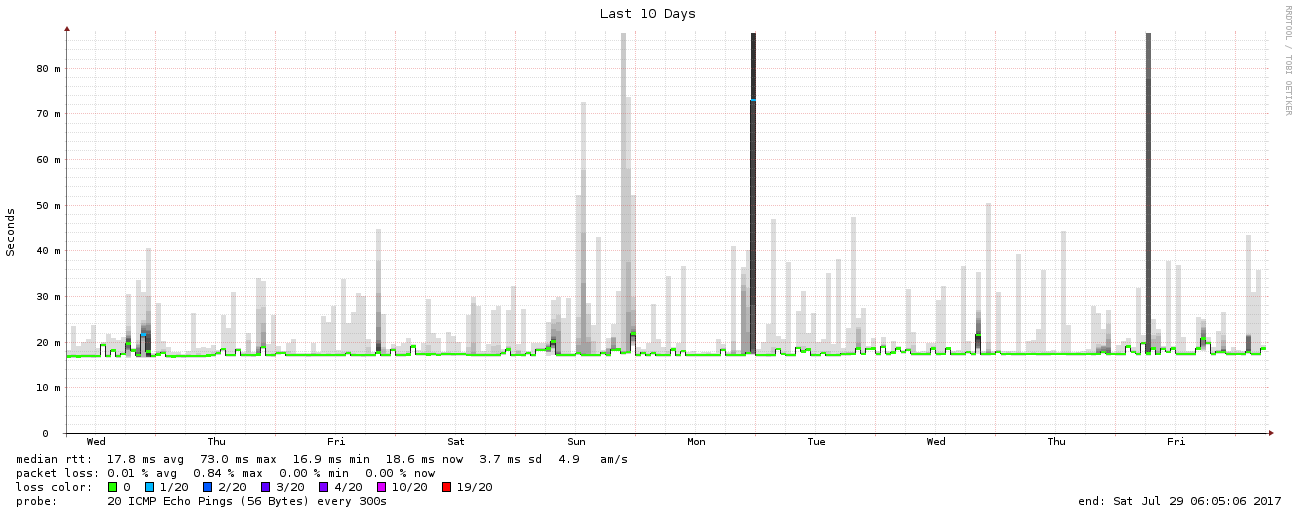 Last 10 Days
RRDTOOL / TOBI OETIKER
Seconds
80 m
70 m
60 m
50 m
40 m
30 m
20 m
10 m
0
Wed Thu Fri Sat Sun Mon Tue Wed Thu Fri
median rtt: 17.8 ms avg 73.0 ms max 16.9 ms min 18.6 ms now 3.7 ms sd 4.9 am/s
packet loss: 0.01 % avg 0.84 % max 0.00 % min 0.00 % now
loss color: 0 1/20 2/20 3/20 4/20 10/20 19/20
probe: 20 ICMP Echo Pings (56 Bytes) every 300s end: Sat Jul 29 06:05:06 2017